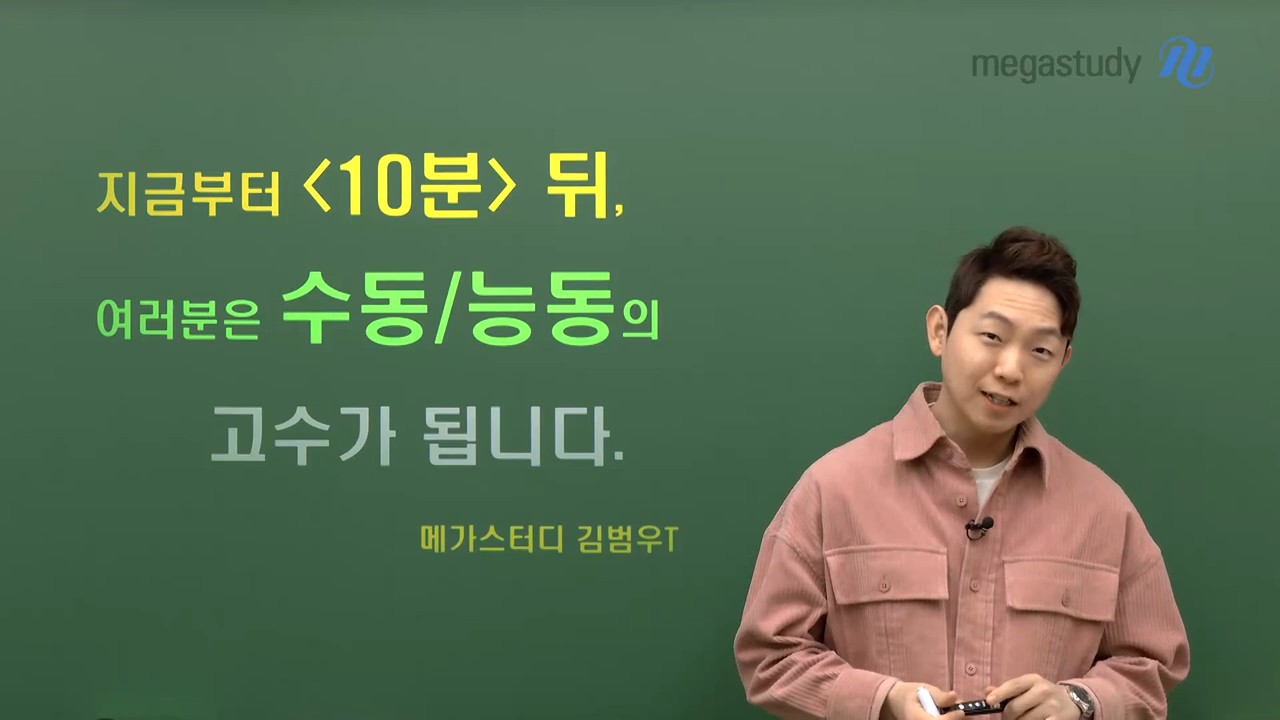 megastudy
지금부터 <10분> 뒤,
여러분은 수동/능동의
고수가 됩니다.
메가스터디 김범우T